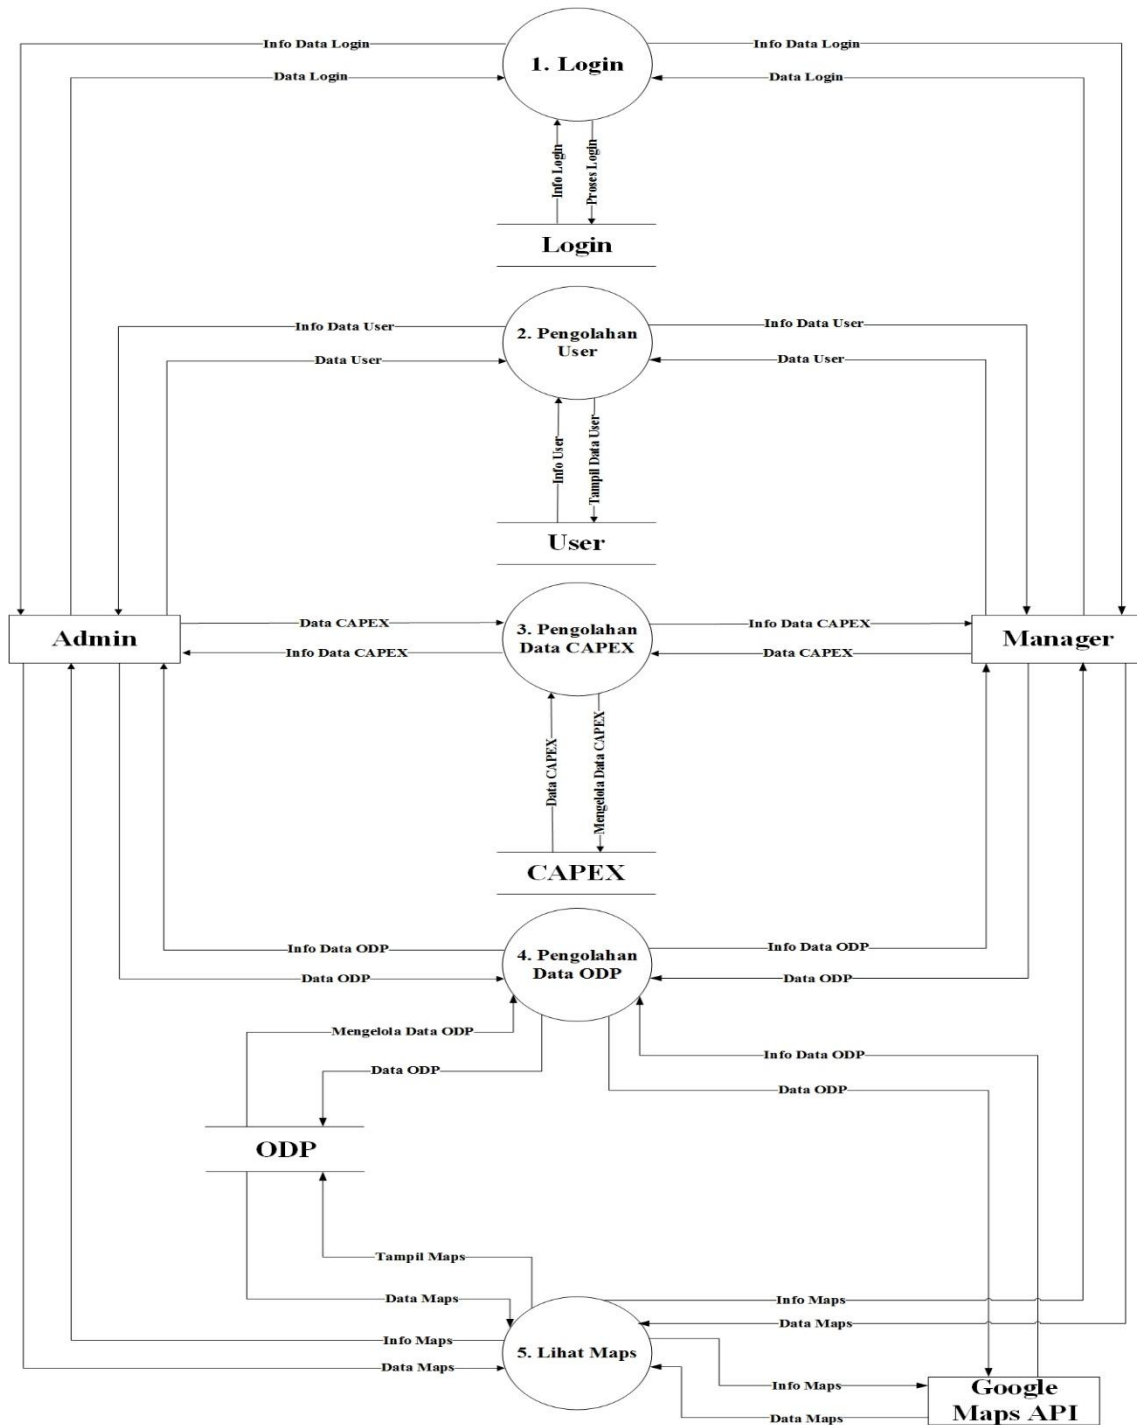 Info Data Login
Info Data Login
1. Login
Data Login
Data Login
Info Login
Proses Login
Login
Info Data User
Info Data User
2. Pengolahan
User
Data User
Data User
Info User
Tampil Data User
User
Data CAPEX
Info Data CAPEX
3. Pengolahan
Data CAPEX
Admin
Manager
Info Data CAPEX
Data CAPEX
Data CAPEX
Mengelola Data CAPEX
CAPEX
Info Data ODP
Info Data ODP
4. Pengolahan
Data ODP
Data ODP
Data ODP
Mengelola Data ODP
Info Data ODP
Data ODP
Data ODP
ODP
Tampil Maps
Data Maps
Info Maps
Data Maps
Info Maps
5. Lihat Maps
Data Maps
Info Maps
Google
Maps API
Data Maps